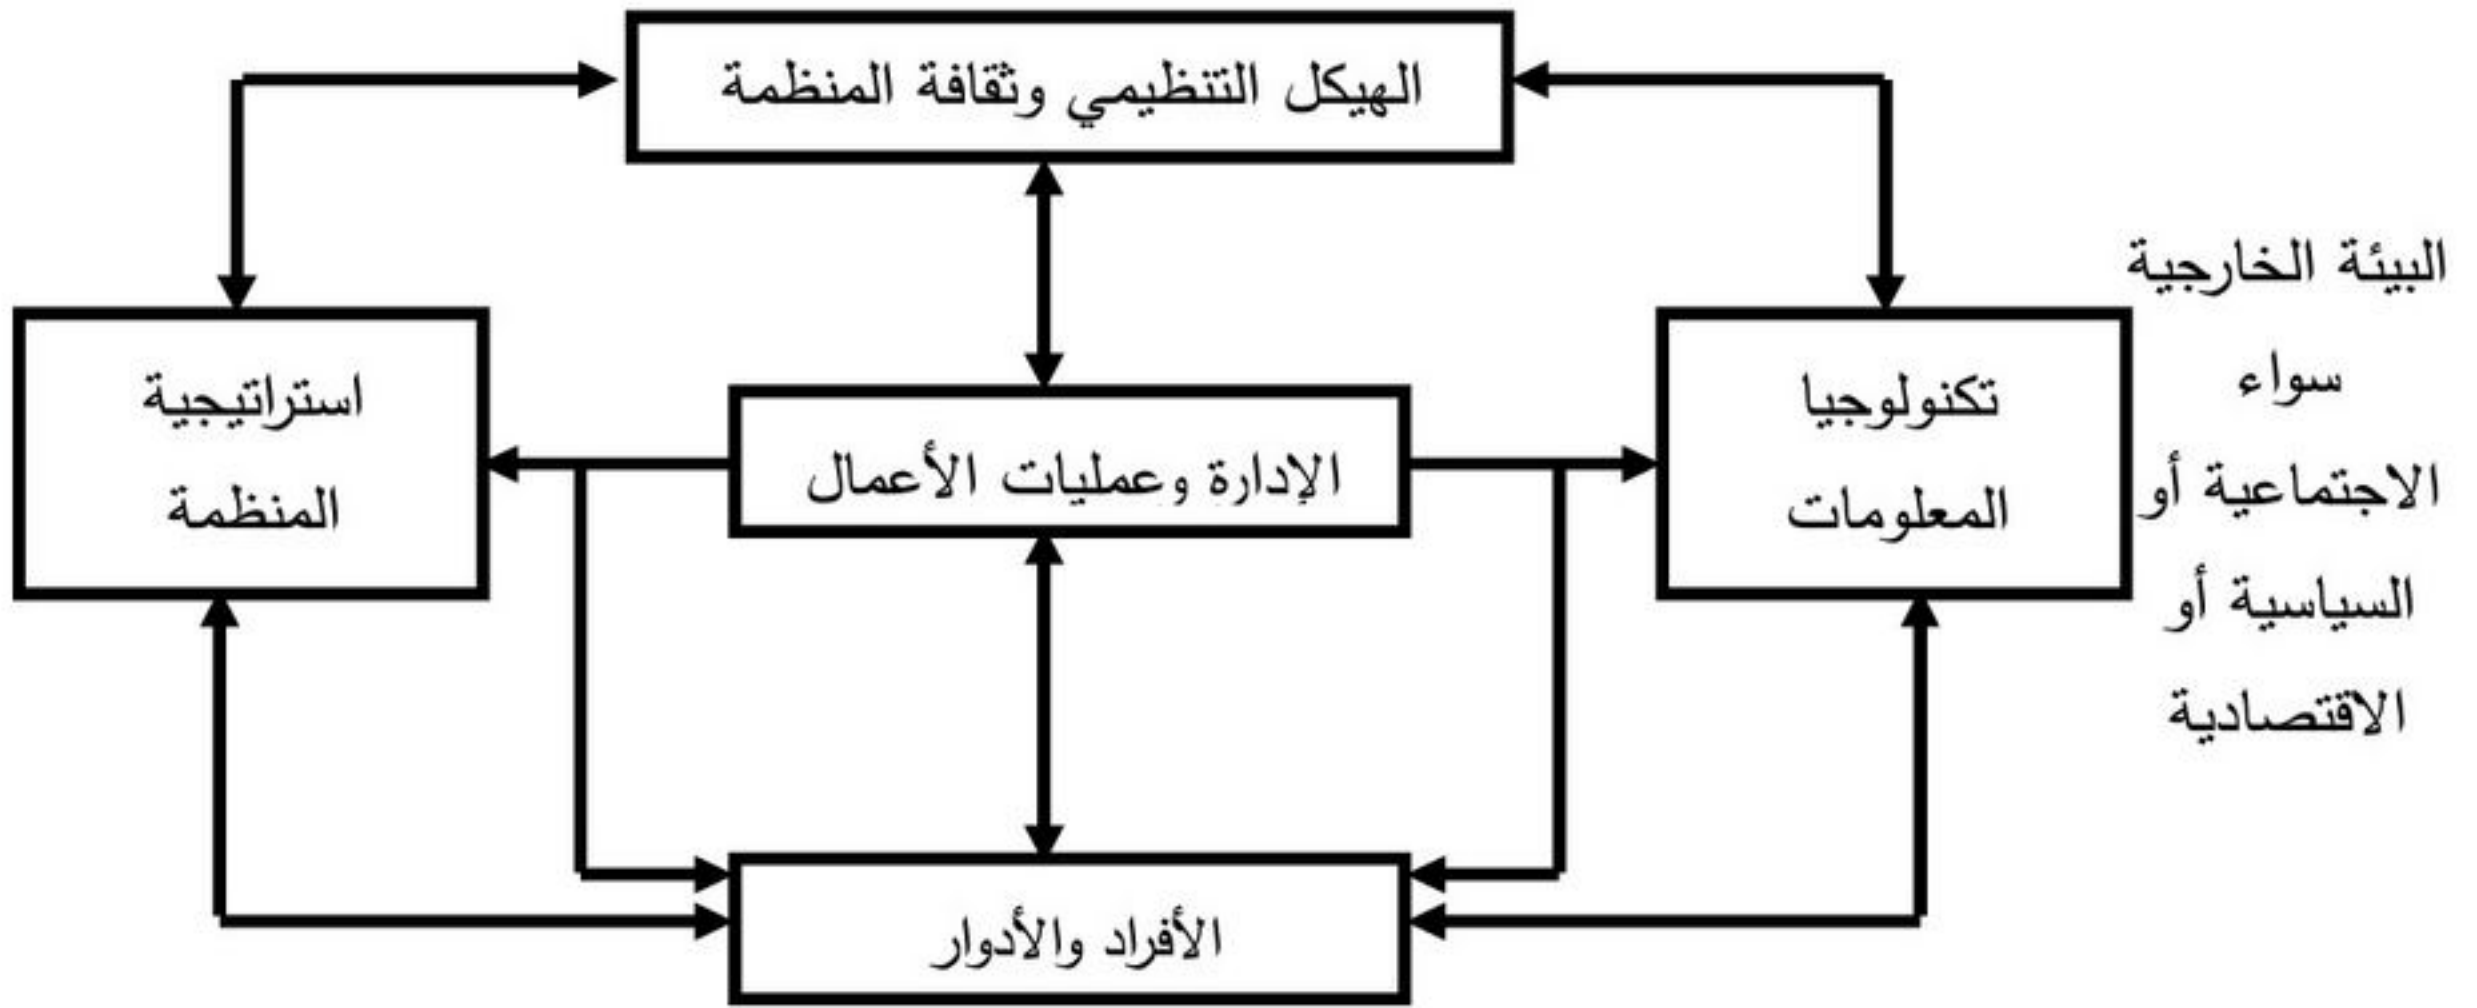 الهيكل التنظيمي وثقافة المنظمة
البيئة الخارجية
سواء
الاجتماعية أو
السياسية أو
الاقتصادية
تكنولوجيا
المعلومات
الإدارة وعمليات الأعمال
استراتيجية
المنظمة
الأفراد والأدوار